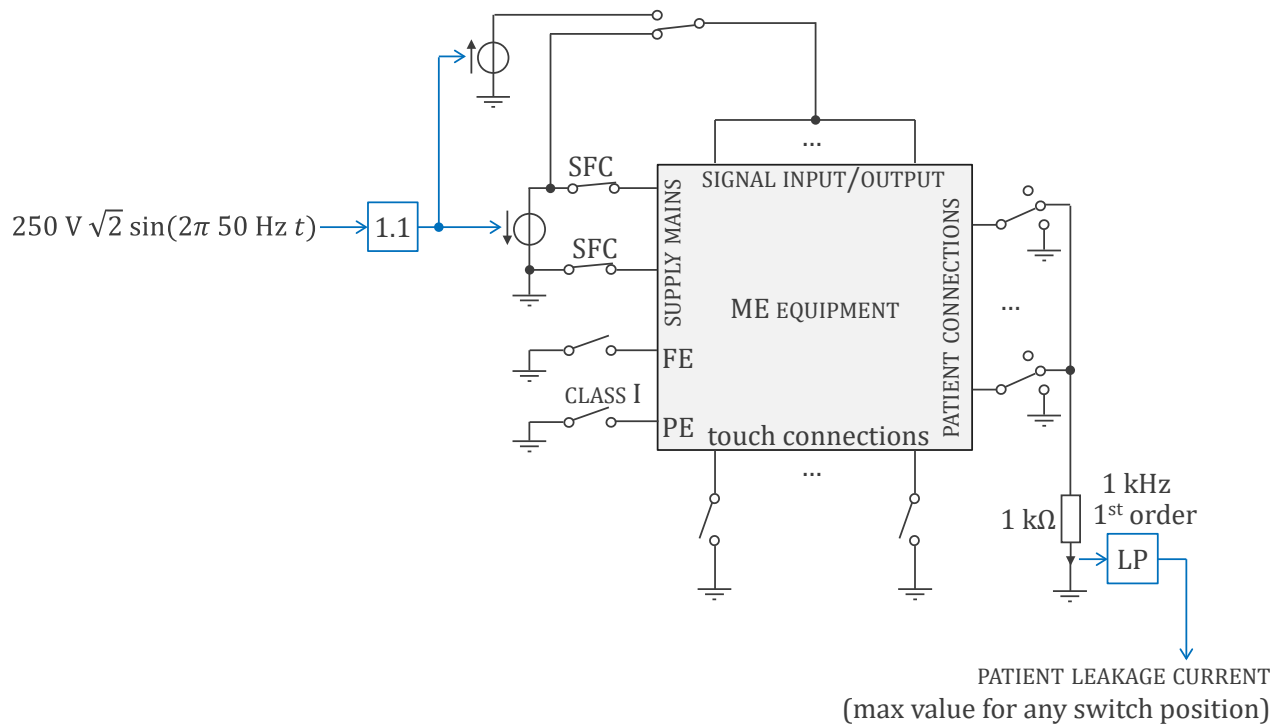 ...
SFC
SIGNAL INPUT/OUTPUT
250 V √2 sin(2π 50 Hz t)
1.1
SUPPLY MAINS
PATIENT CONNECTIONS
SFC
ME EQUIPMENT
...
FE
CLASS I
PE
touch connections
...
1 kHz
1 kΩ
1st order
LP
PATIENT LEAKAGE CURRENT
(max value for any switch position)